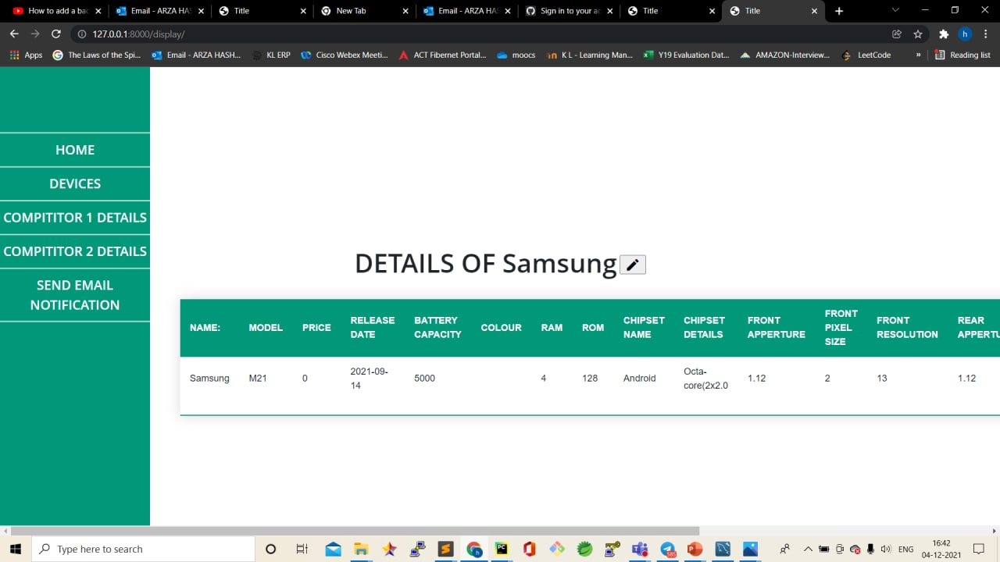 How to add a bac
Email - ARZA HAS
Title
New Tab
Email - ARZA HAS
Sign in to your ac
Title
Title
127.0.0.1:8000/display/
h
Apps
The Laws of the Spi...
Email - ARZA HASH...
KL ERP
Cisco Webex Meeti...
ACT Fibernet Portal...
moocs
K L - Learning Man...
Y19 Evaluation Dat...
AMAZON-Interview...
LeetCode
»
Reading list
HOME
DEVICES
COMPITITOR 1 DETAILS
COMPITITOR 2 DETAILS
SEND EMAIL
NOTIFICATION
DETAILS OF Samsung
NAME:
MODEL
PRICE
RELEASE
DATE
BATTERY
CAPACITY
COLOUR
RAM
ROM
CHIPSET
NAME
CHIPSET
DETAILS
FRONT
APPERTURE
FRONT
PIXEL
SIZE
FRONT
RESOLUTION
REAR
APPERTU
Samsung
M21
0
2021-09-
14
5000
4
128
Android
Octa-
core(2x2.0
1.12
2
13
1.12
Type here to search
585
ENG
16:42
04-12-2021